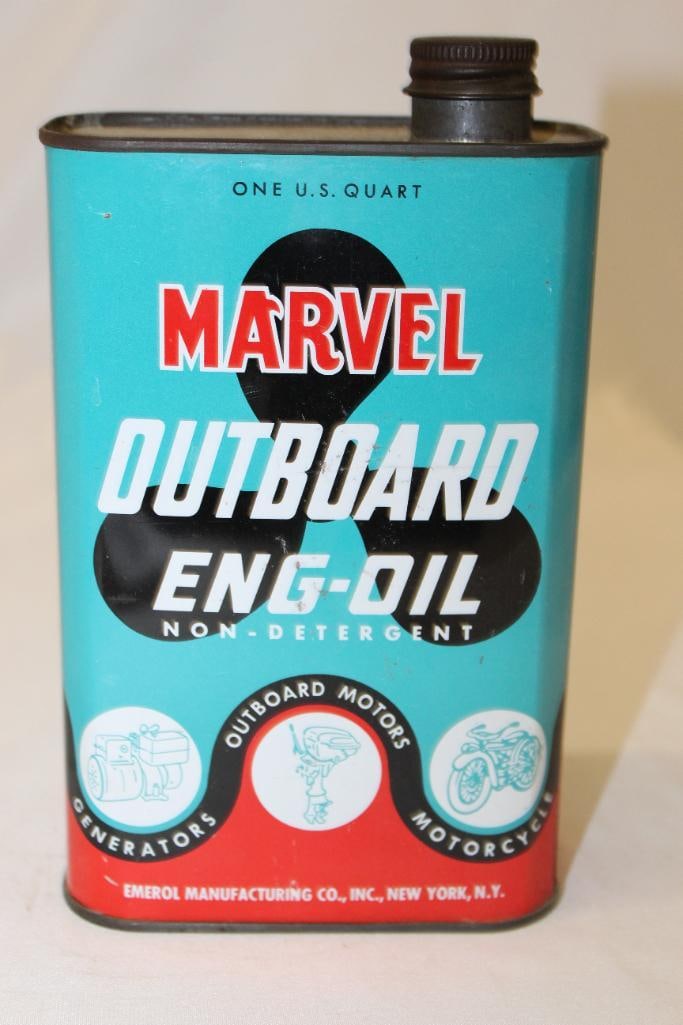 ONE U.S. QUART
MARVEL
OUTBOARD
ENG-OIL
NON-DETERGENT
GENERATORS
OUTBOARD MOTORS
MOTORCYCLE
EMEROL MANUFACTURING CO., INC., NEW YORK, N.Y.